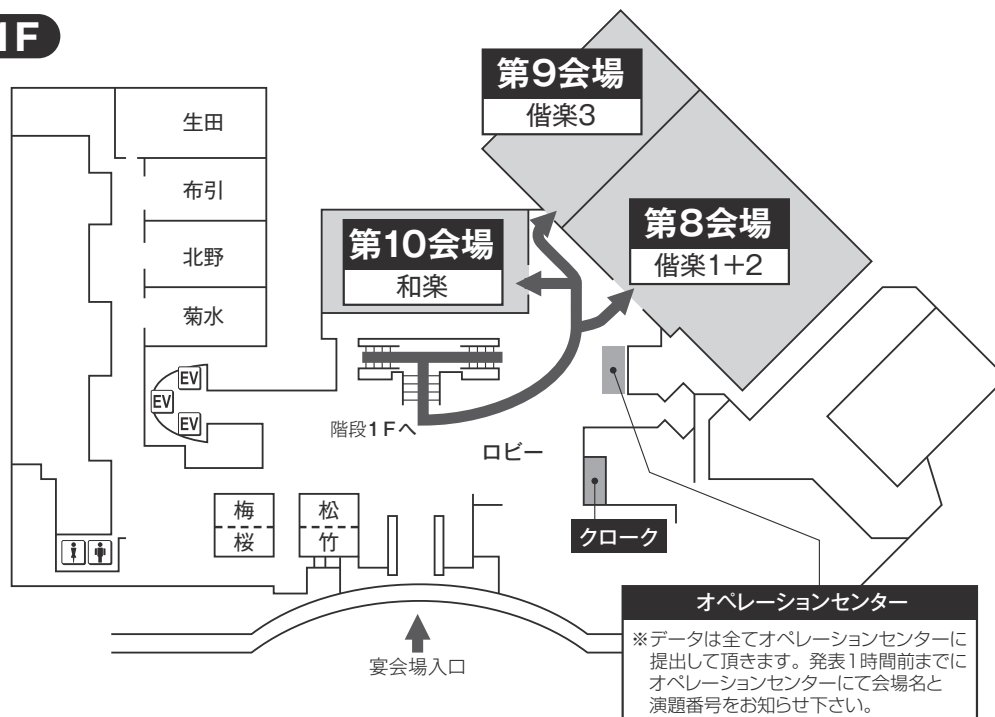 1F
第9会場
偕楽3
生田
布引
第8会場
偕楽1+2
第10会場
和楽
北野
菊水
EV
EV
EV
階段1Fへ
ロビー
梅
桜
松
竹
クローク
宴会場入口
オペレーションセンター
※データは全てオペレーションセンターに
提出して頂きます。発表1時間前までに
オペレーションセンターにて会場名と
演題番号をお知らせ下さい。